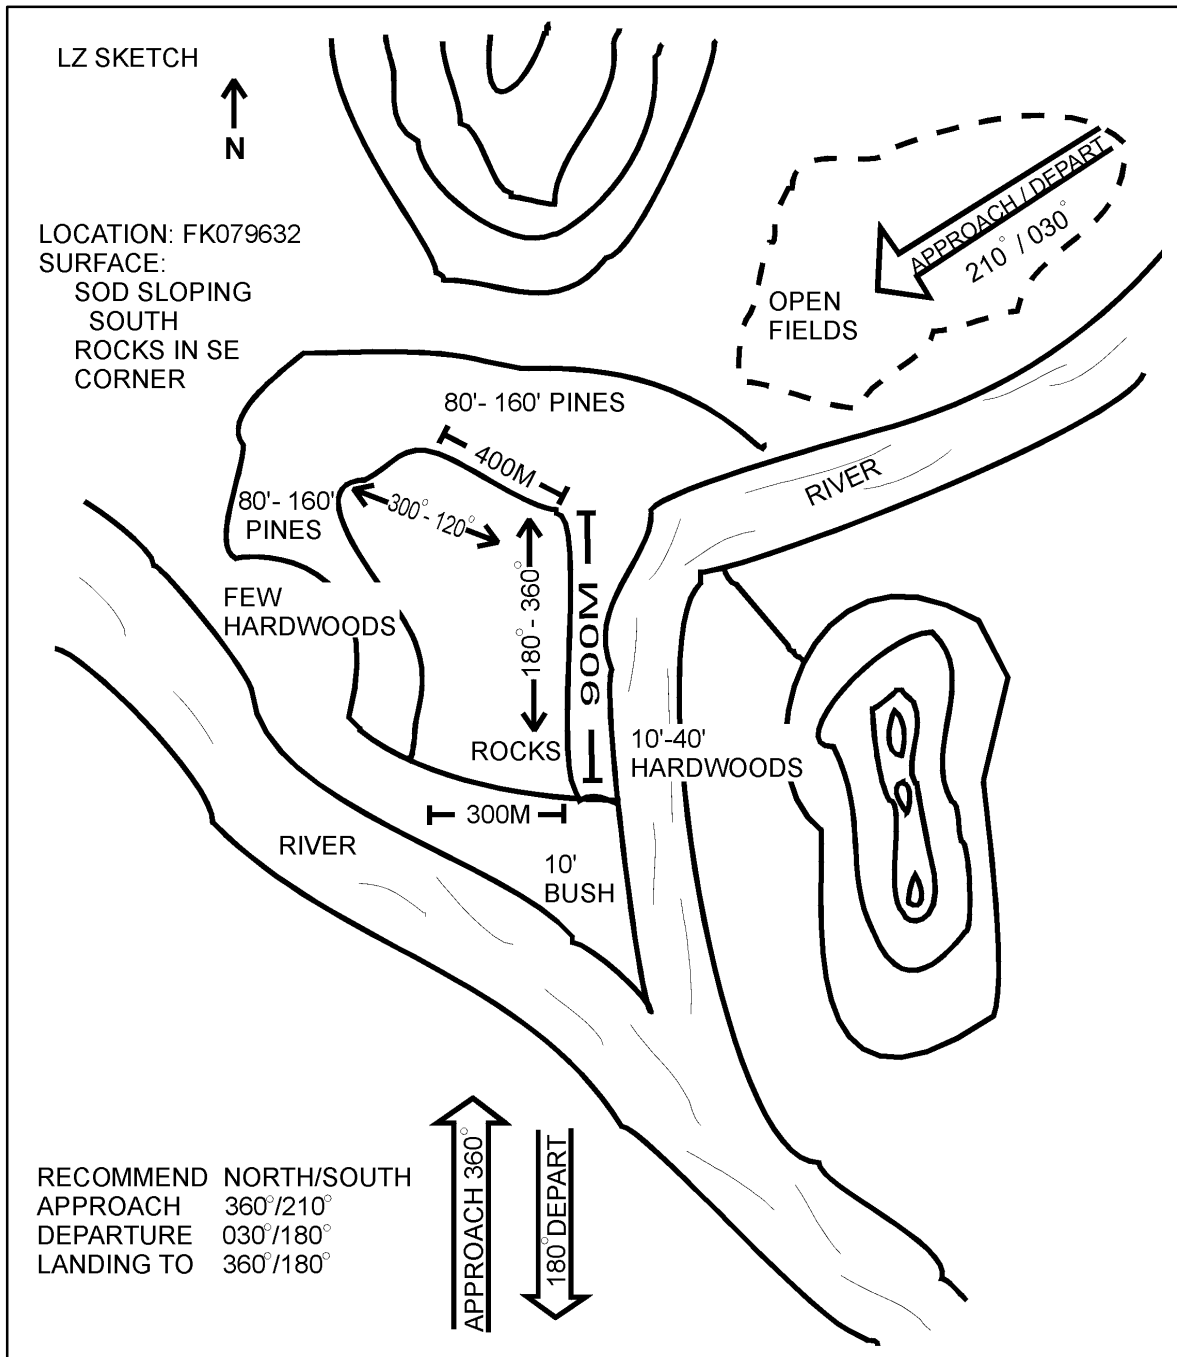 LZ SKETCH
N
LOCATION: FK079632
SURFACE:
SOD SLOPING
SOUTH
ROCKS IN SE
CORNER
APPROACH / DEPART
210° / 030°
OPEN
FIELDS
80'- 160' PINES
400M
RIVER
80'- 160'
PINES
300°- 120°
180°- 360°
900M
FEW
HARDWOODS
ROCKS
10'-40'
HARDWOODS
300M
RIVER
10'
BUSH
APPROACH 360°
180° DEPART
RECOMMEND NORTH/SOUTH
APPROACH 360°/210°
DEPARTURE 030°/180°
LANDING TO 360°/180°